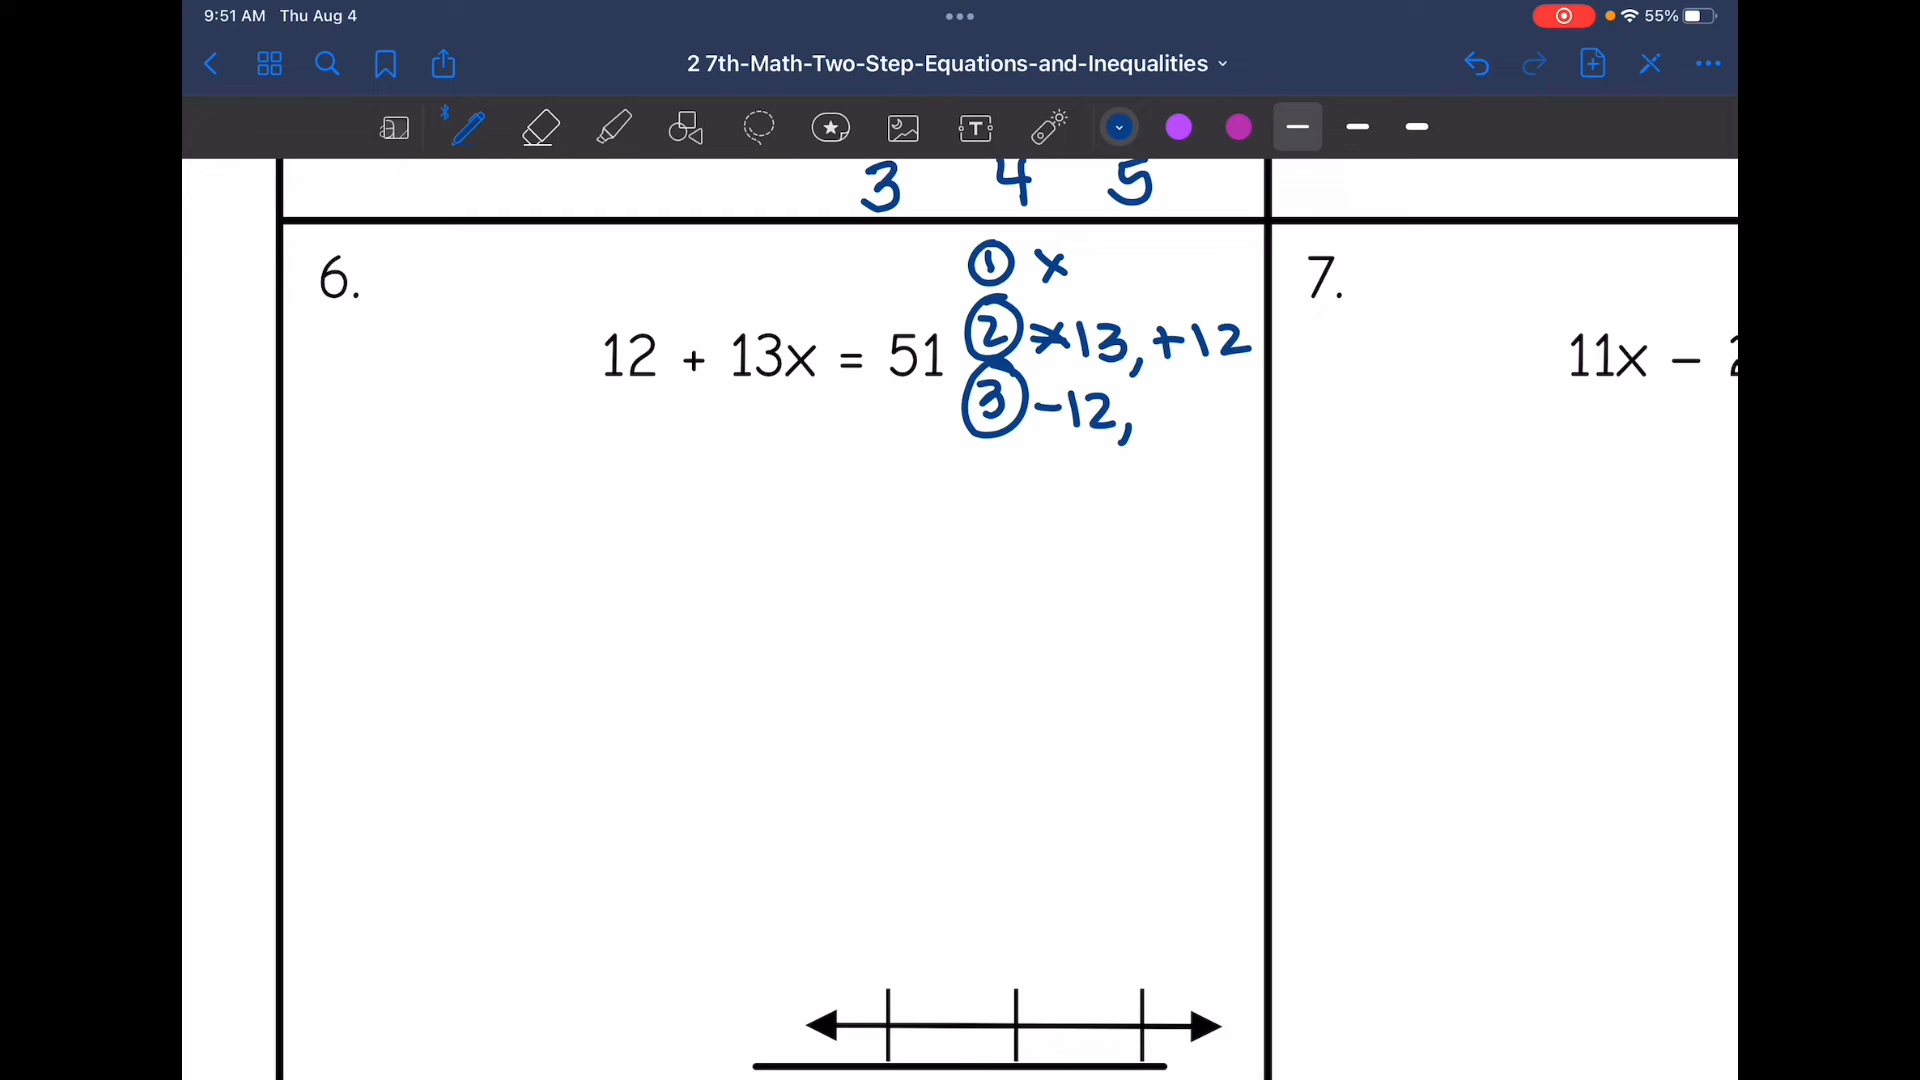 9:51 AM Thu Aug 4
55%
2 7th-Math-Two-Step-Equations-and-Inequalities
T
3 4 5
6.
① x
12 + 13x = 51
② ×13, +12
③ -12,
7.
11x – 2